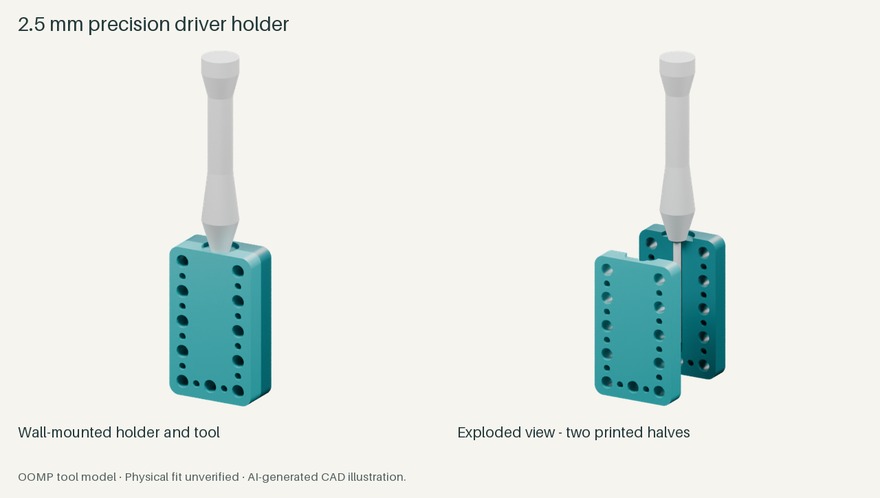 2.5 mm precision driver holder
Wall-mounted holder and tool
Exploded view - two printed halves
OOMP tool model · Physical fit unverified · AI-generated CAD illustration.